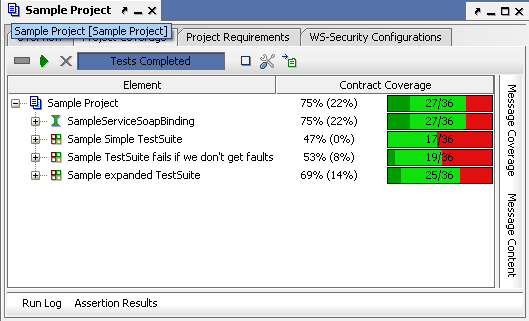 Sample Project
Sample Project [Sample Project]
Project Requirements
WS-Security Configurations
Tests Completed
Element Contract Coverage
Sample Project 75% (22%) 27/36
SampleServiceSoapBinding 75% (22%) 27/36
Sample Simple TestSuite 47% (0%) 17/36
Sample TestSuite fails if we don't get faults 53% (8%) 19/36
Sample expanded TestSuite 69% (14%) 25/36
Message Coverage
Message Content
Run Log Assertion Results